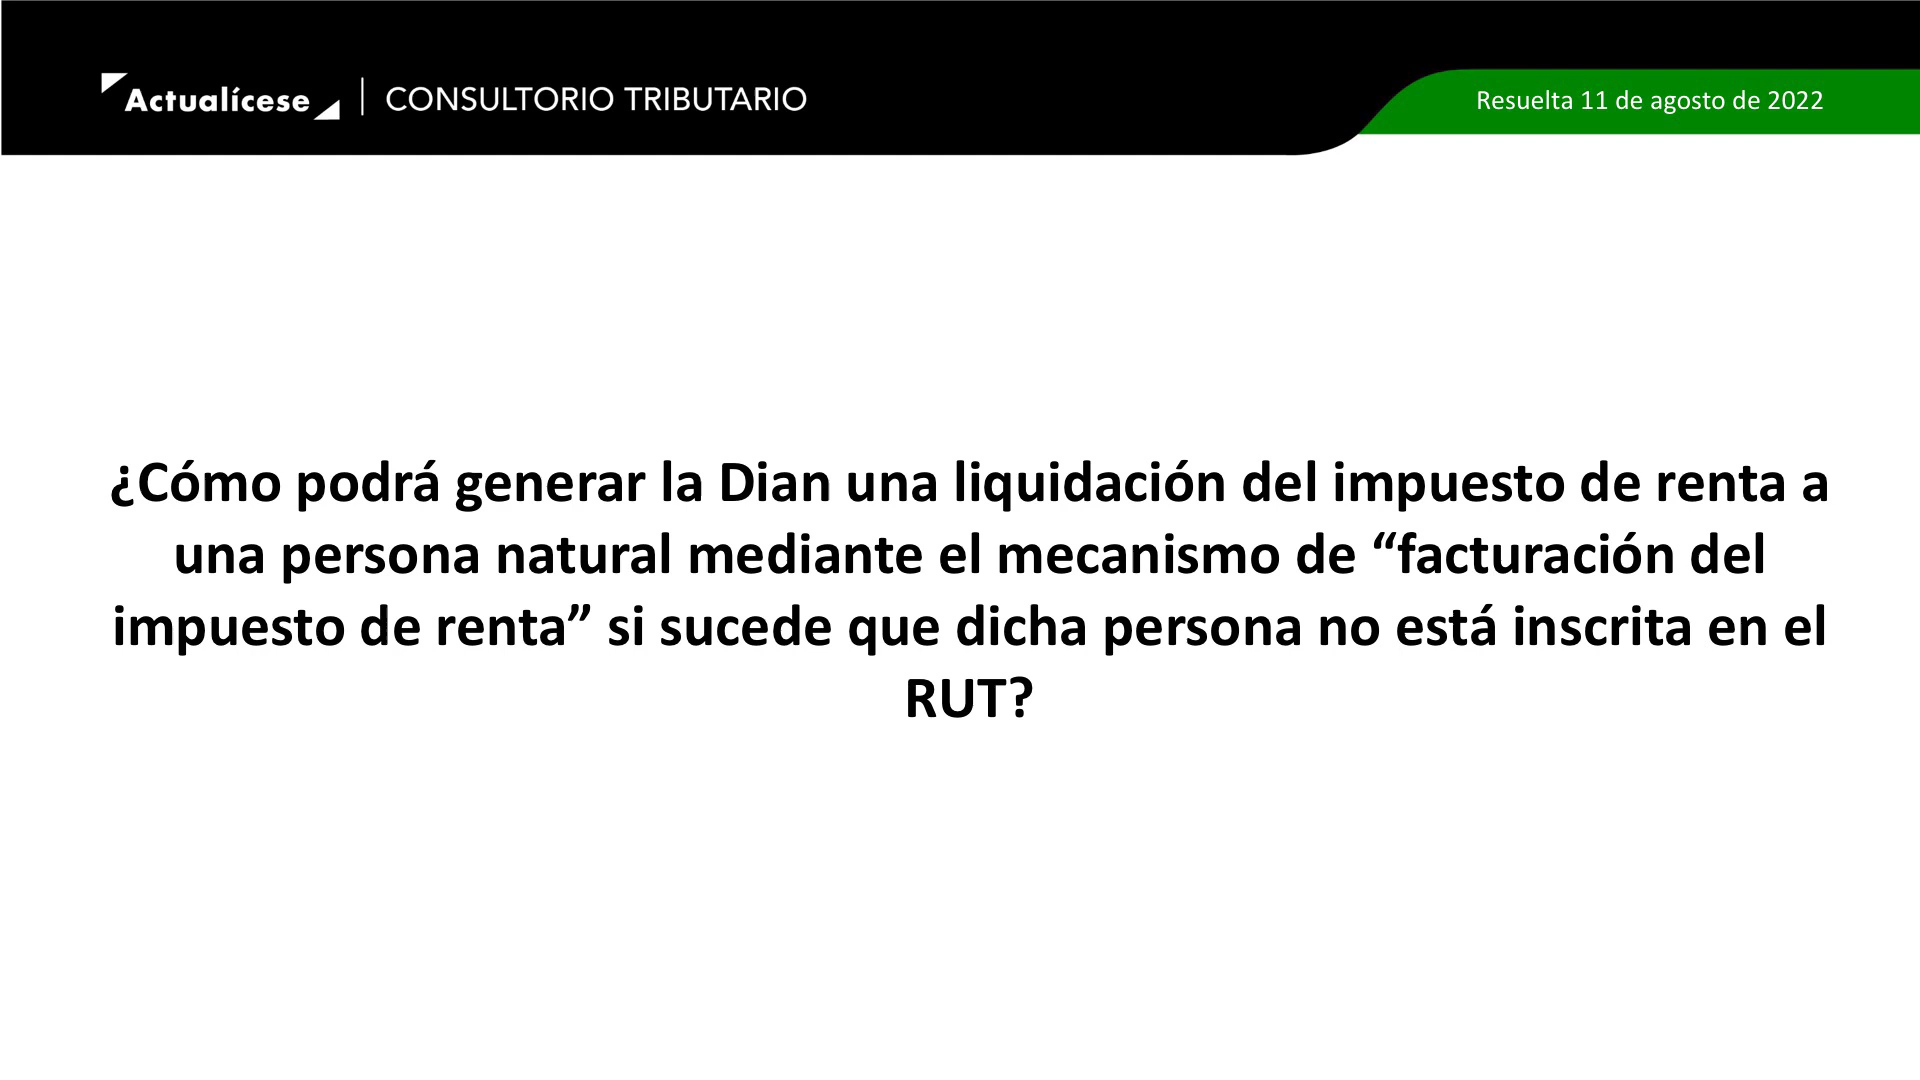 Actualícese | CONSULTORIO TRIBUTARIO
Resuelta 11 de agosto de 2022
¿Cómo podrá generar la Dian una liquidación del impuesto de renta a
una persona natural mediante el mecanismo de “facturación del
impuesto de renta” si sucede que dicha persona no está inscrita en el
RUT?